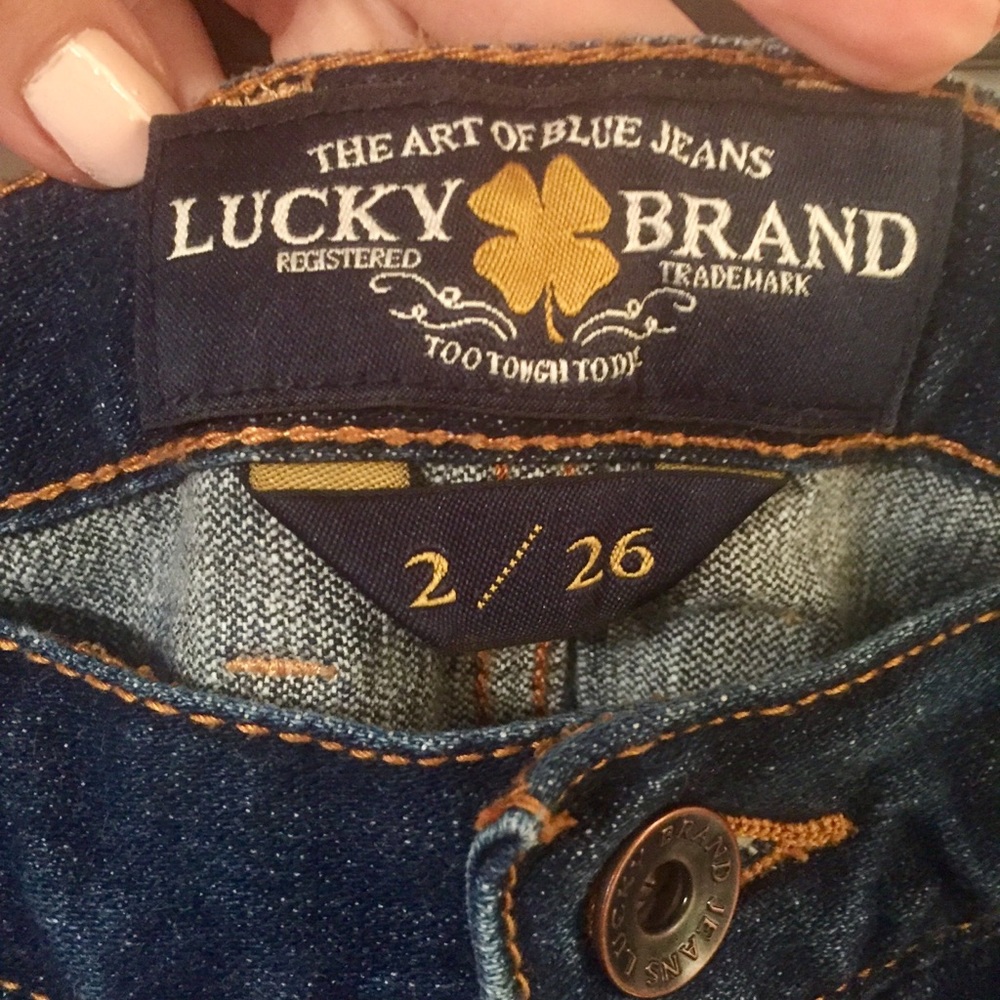 THE ART OF BLUE JEANS
LUCKY BRAND
REGISTERED TRADEMARK
TOO TOUGH TO DIE
2 / 26
LUCKY BRAND JEANS